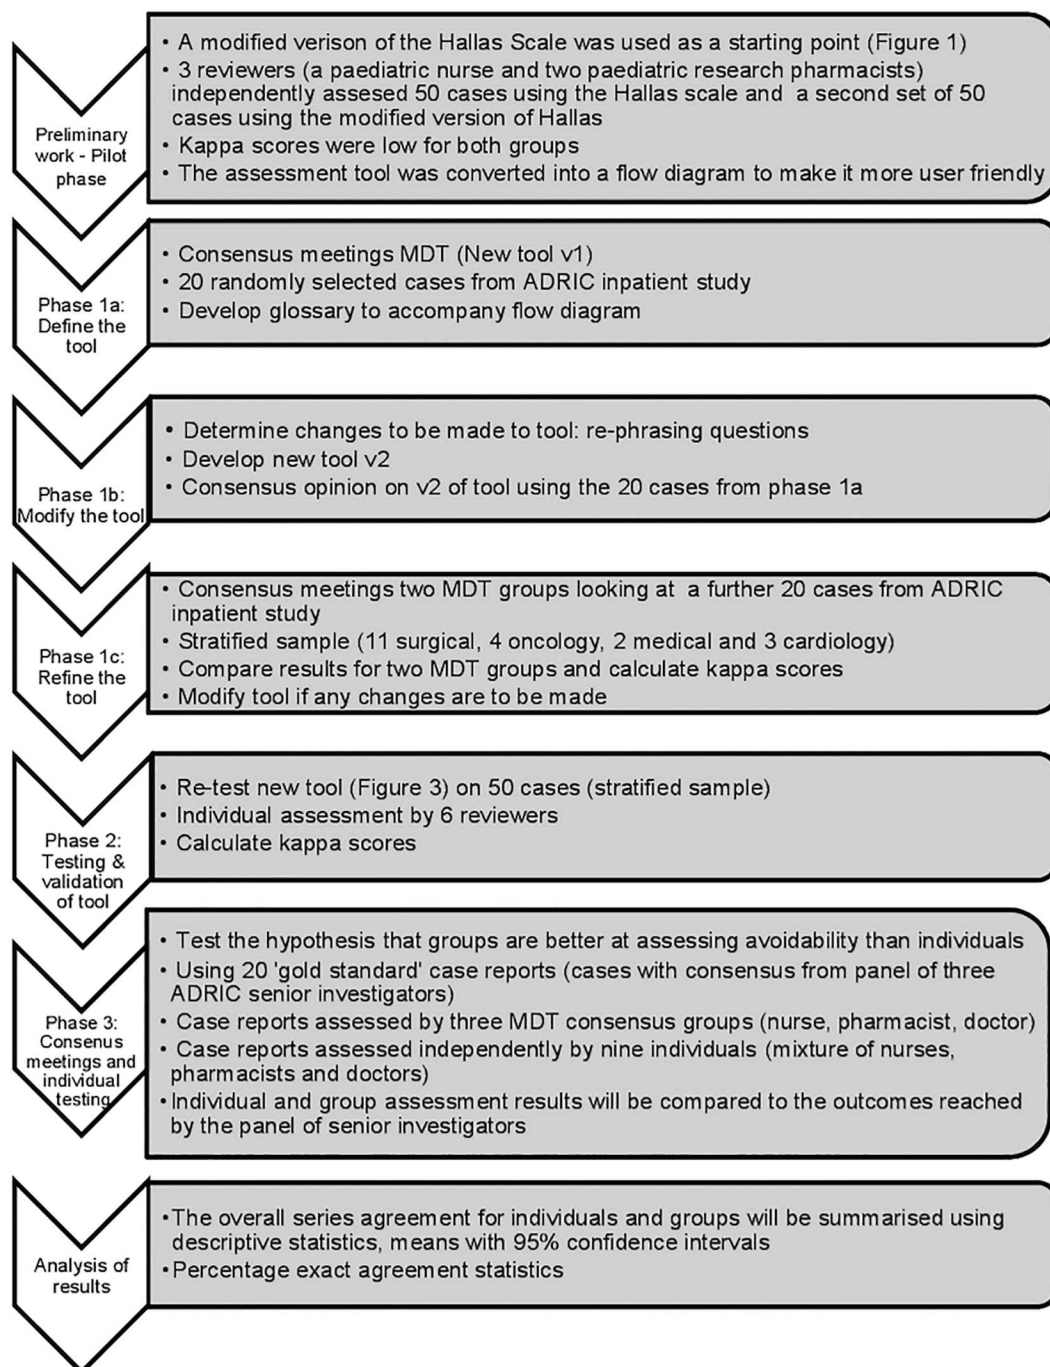 Preliminary
work - Pilot
phase
• A modified verison of the Hallas Scale was used as a starting point (Figure 1)
• 3 reviewers (a paediatric nurse and two paediatric research pharmacists)
independently assesed 50 cases using the Hallas scale and a second set of 50
cases using the modified version of Hallas
• Kappa scores were low for both groups
• The assessment tool was converted into a flow diagram to make it more user friendly
Phase 1a:
Define the
tool
• Consensus meetings MDT (New tool v1)
• 20 randomly selected cases from ADRIC inpatient study
• Develop glossary to accompany flow diagram
Phase 1b:
Modify the tool
• Determine changes to be made to tool: re-phrasing questions
• Develop new tool v2
• Consensus opinion on v2 of tool using the 20 cases from phase 1a
Phase 1c:
Refine the
tool
• Consensus meetings two MDT groups looking at a further 20 cases from ADRIC
inpatient study
• Stratified sample (11 surgical, 4 oncology, 2 medical and 3 cardiology)
• Compare results for two MDT groups and calculate kappa scores
• Modify tool if any changes are to be made
Phase 2:
Testing &
validation
of tool
• Re-test new tool (Figure 3) on 50 cases (stratified sample)
• Individual assessment by 6 reviewers
• Calculate kappa scores
Phase 3:
Consenus
meetings and
individual
testing
• Test the hypothesis that groups are better at assessing avoidability than individuals
• Using 20 'gold standard' case reports (cases with consensus from panel of three
ADRIC senior investigators)
• Case reports assessed by three MDT consensus groups (nurse, pharmacist, doctor)
• Case reports assessed independently by nine individuals (mixture of nurses,
pharmacists and doctors)
•Individual and group assessment results will be compared to the outcomes reached
by the panel of senior investigators
Analysis of
results
•The overall series agreement for individuals and groups will be summarised using
descriptive statistics, means with 95% confidence intervals
•Percentage exact agreement statistics